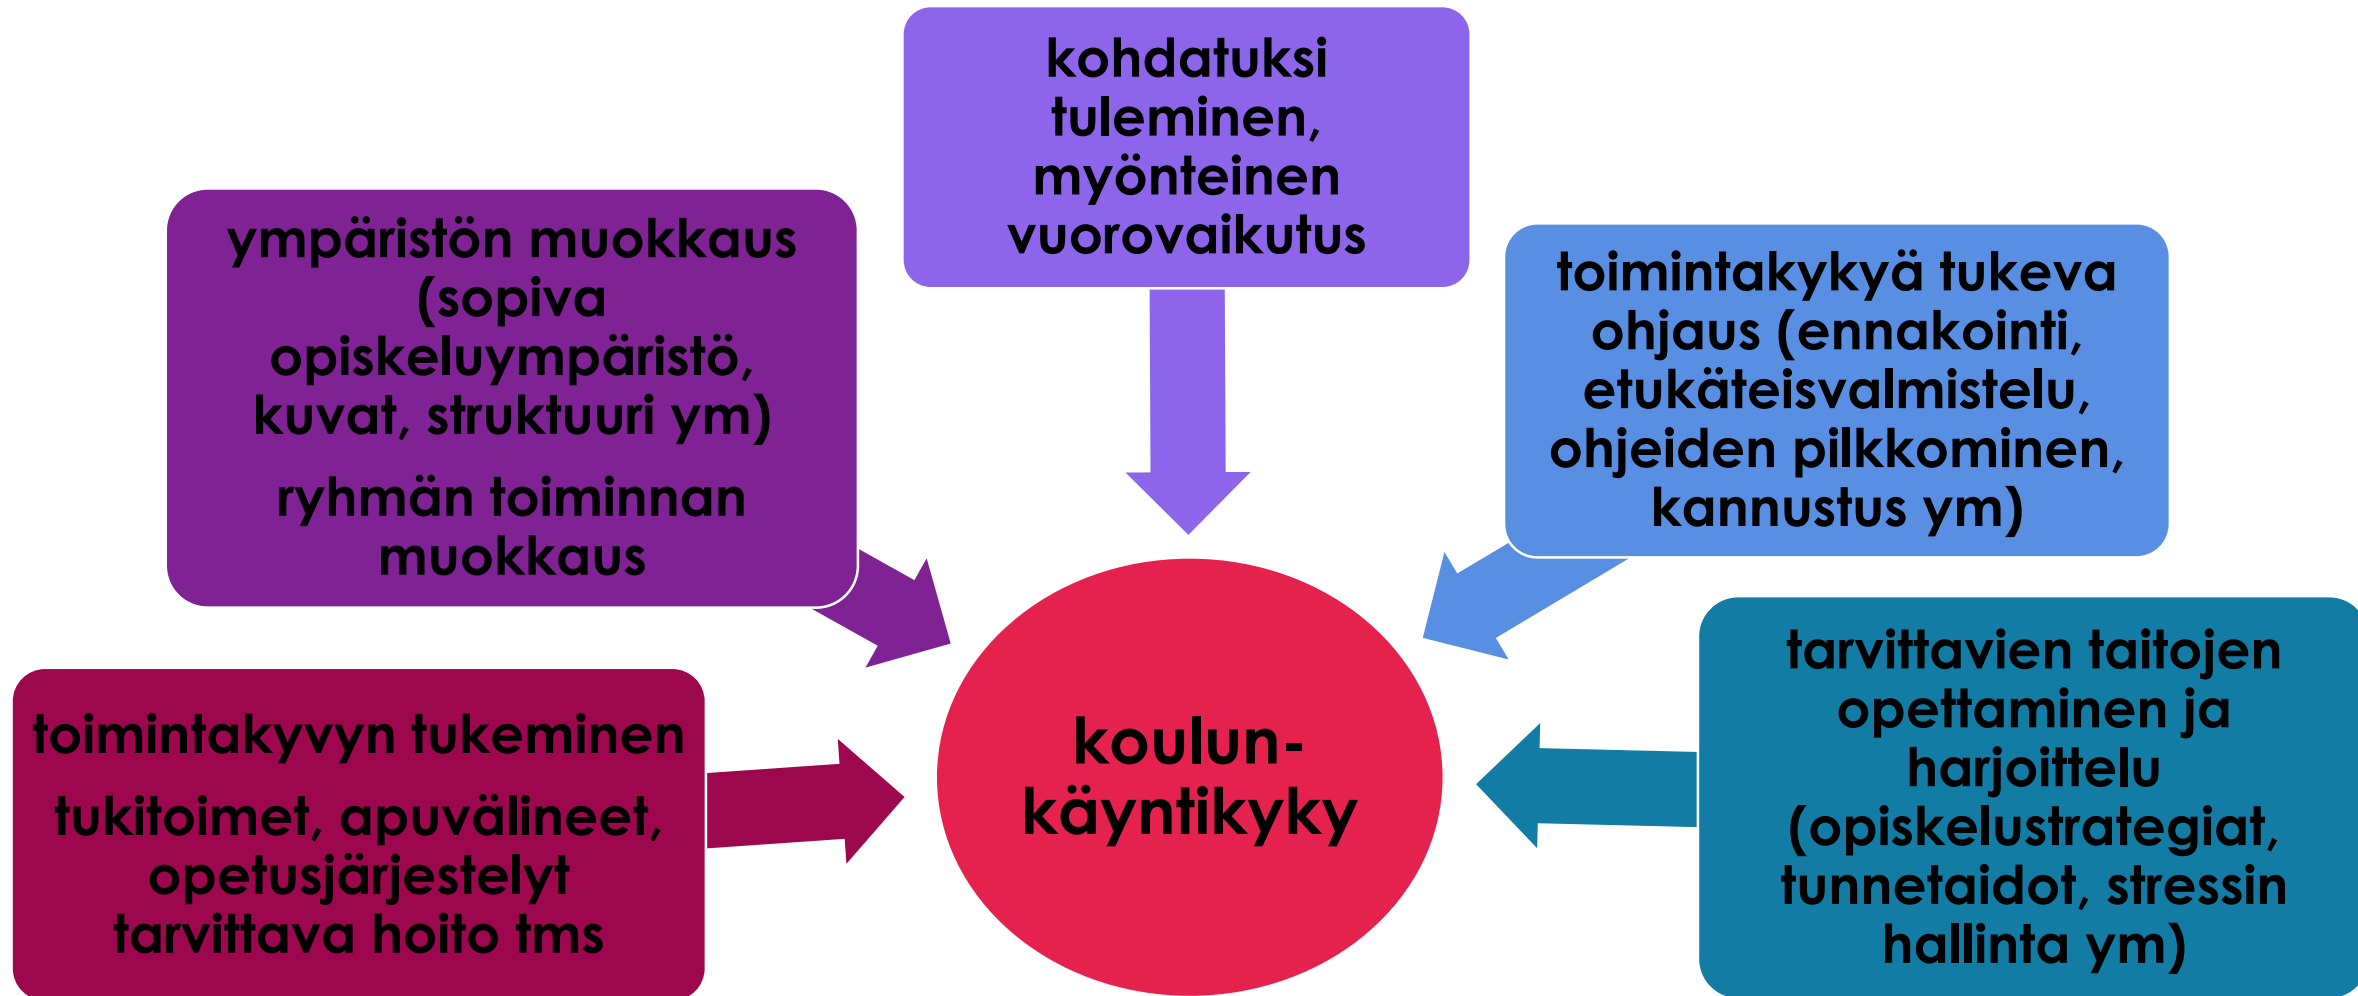 kohdatuksi
tuleminen,
myönteinen
vuorovaikutus
ympäristön muokkaus
(sopiva
opiskeluympäristö,
kuvat, struktuuri ym)
ryhmän toiminnan
muokkaus
toimintakykyä tukeva
ohjaus (ennakointi,
etukäteisvalmistelu,
ohjeiden pilkkominen,
kannustus ym)
toimintakyvyn tukeminen
tukitoimet, apuvälineet,
opetusjärjestelyt
tarvittava hoito tms
koulun-
käyntikyky
tarvittavien taitojen
opettaminen ja
harjoittelu
(opiskelustrategiat,
tunnetaidot, stressin
hallinta ym)